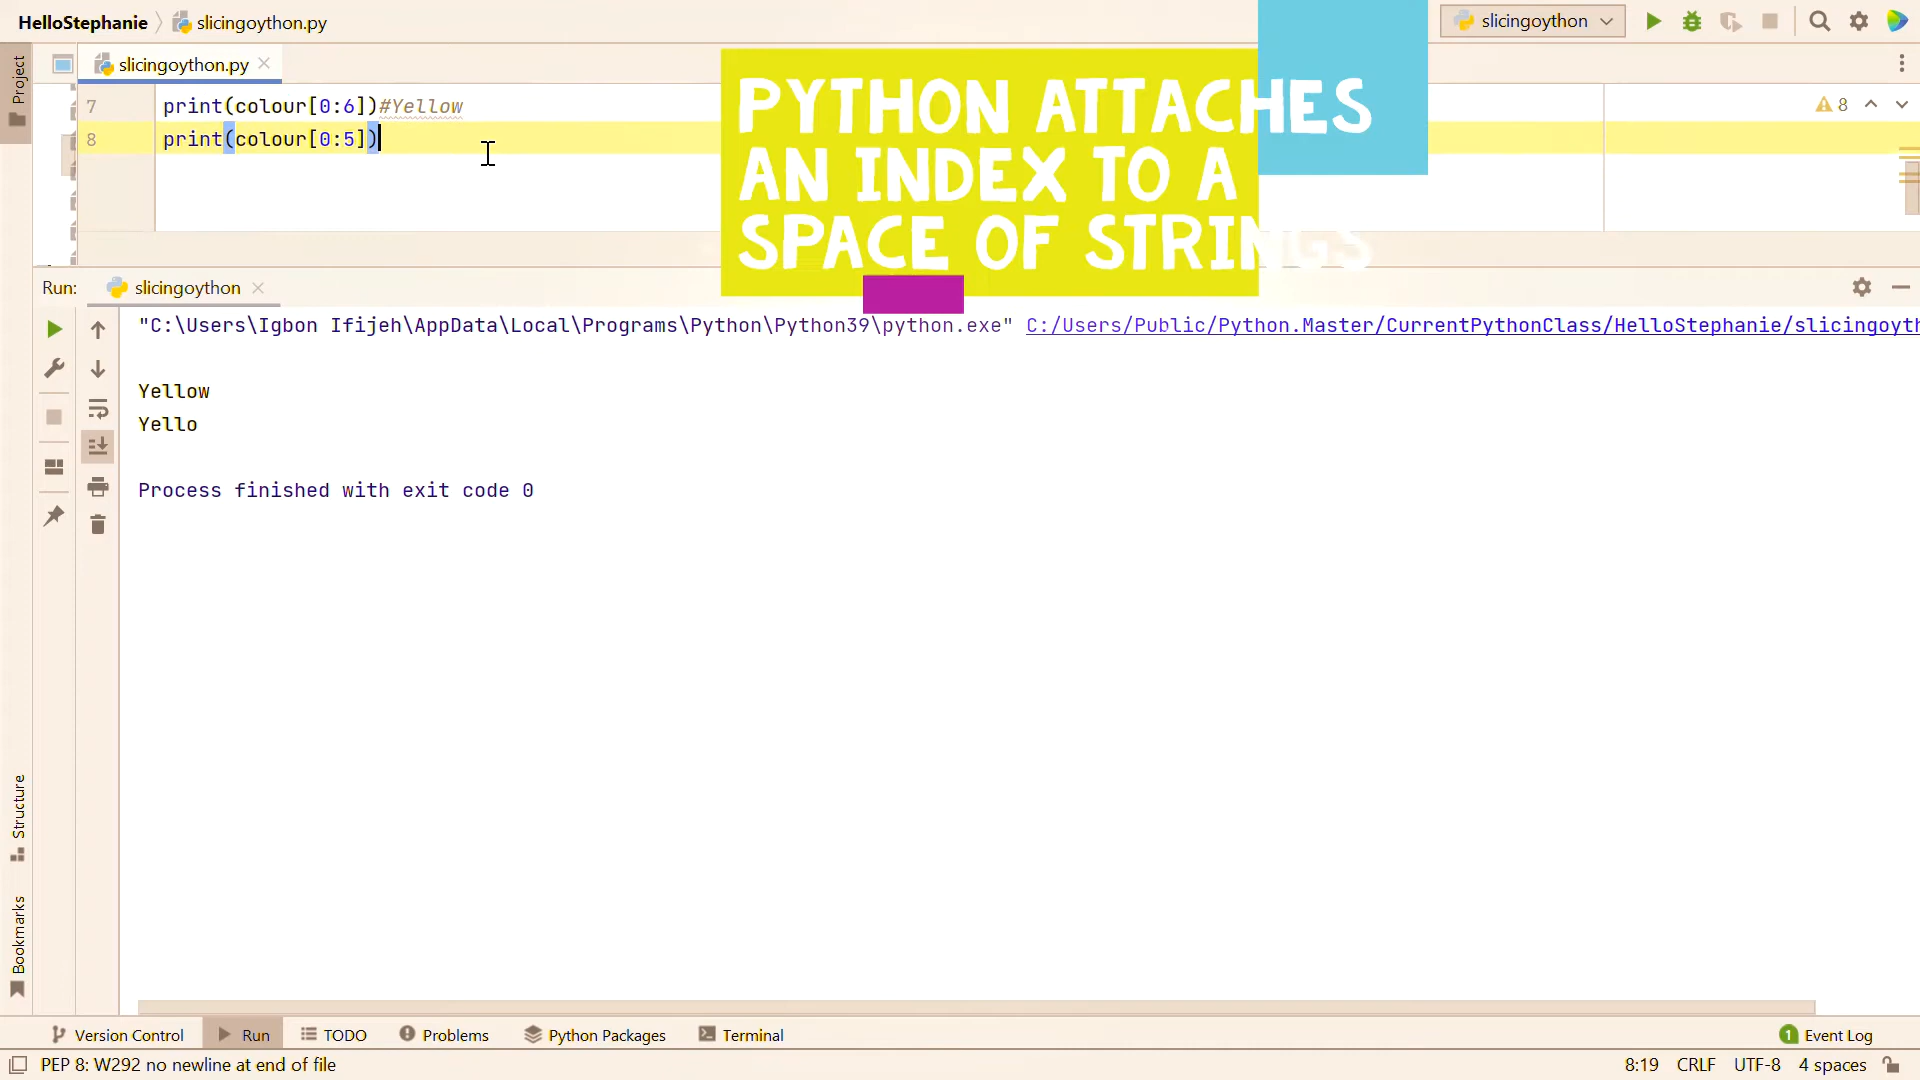 HelloStephanie
slicingoython.py
slicingoython
Project
slicingoython.py
PYTHON ATTACHES
AN INDEX TO A
SPACE OF STRINGS
7 print(colour[0:6])#Yellow
8 print(colour[0:5])
8
Run: slicingoython
"C:\Users\Igbon Ifijeh\AppData\Local\Programs\Python\Python39\python.exe" C:/Users/Public/Python.Master/CurrentPythonClass/HelloStephanie/slicingoyth
Yellow
Yello
Process finished with exit code 0
Structure
Bookmarks
Version Control Run TODO Problems Python Packages Terminal 1 Event Log
PEP 8: W292 no newline at end of file 8:19 CRLF UTF-8 4 spaces